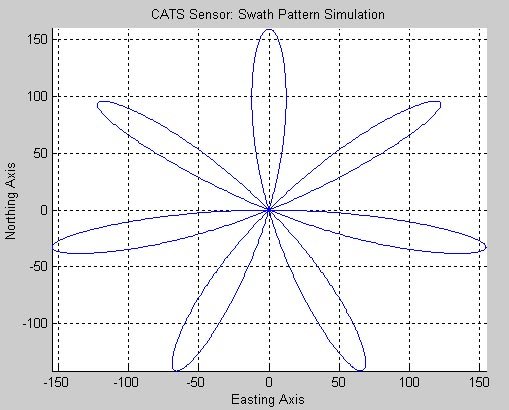 CATS Sensor: Swath Pattern Simulation
150
100
50
0
-50
-100
Northing Axis
-150 -100 -50 0 50 100 150
Easting Axis